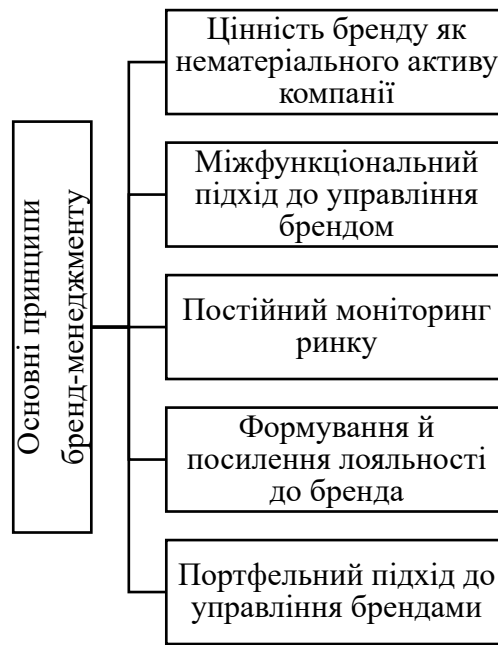 Основні принципи
бренд-менеджменту
Цінність бренду як
нематеріального активу
компанії
Міжфункціональний
підхід до управління
брендом
Постійний моніторинг
ринку
Формування й
посилення лояльності
до бренда
Портфельний підхід до
управління брендами